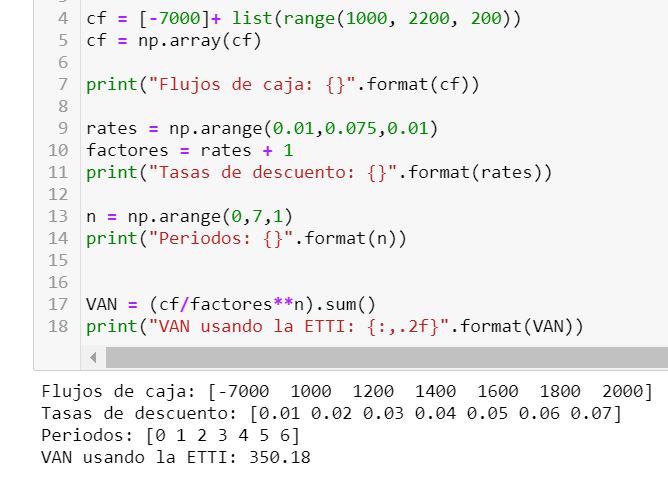 4 cf = [-7000]+ list(range(1000, 2200, 200))
5 cf = np.array(cf)
6
7 print("Flujos de caja: {}".format(cf))
8
9 rates = np.arange(0.01,0.075,0.01)
10 factores = rates + 1
11 print("Tasas de descuento: {}".format(rates))
12
13 n = np.arange(0,7,1)
14 print("Periodos: {}".format(n))
15
16
17 VAN = (cf/factores**n).sum()
18 print("VAN usando la ETTI: {:,.2f}".format(VAN))
Flujos de caja: [-7000  1000  1200  1400  1600  1800  2000]
Tasas de descuento: [0.01 0.02 0.03 0.04 0.05 0.06 0.07]
Periodos: [0 1 2 3 4 5 6]
VAN usando la ETTI: 350.18